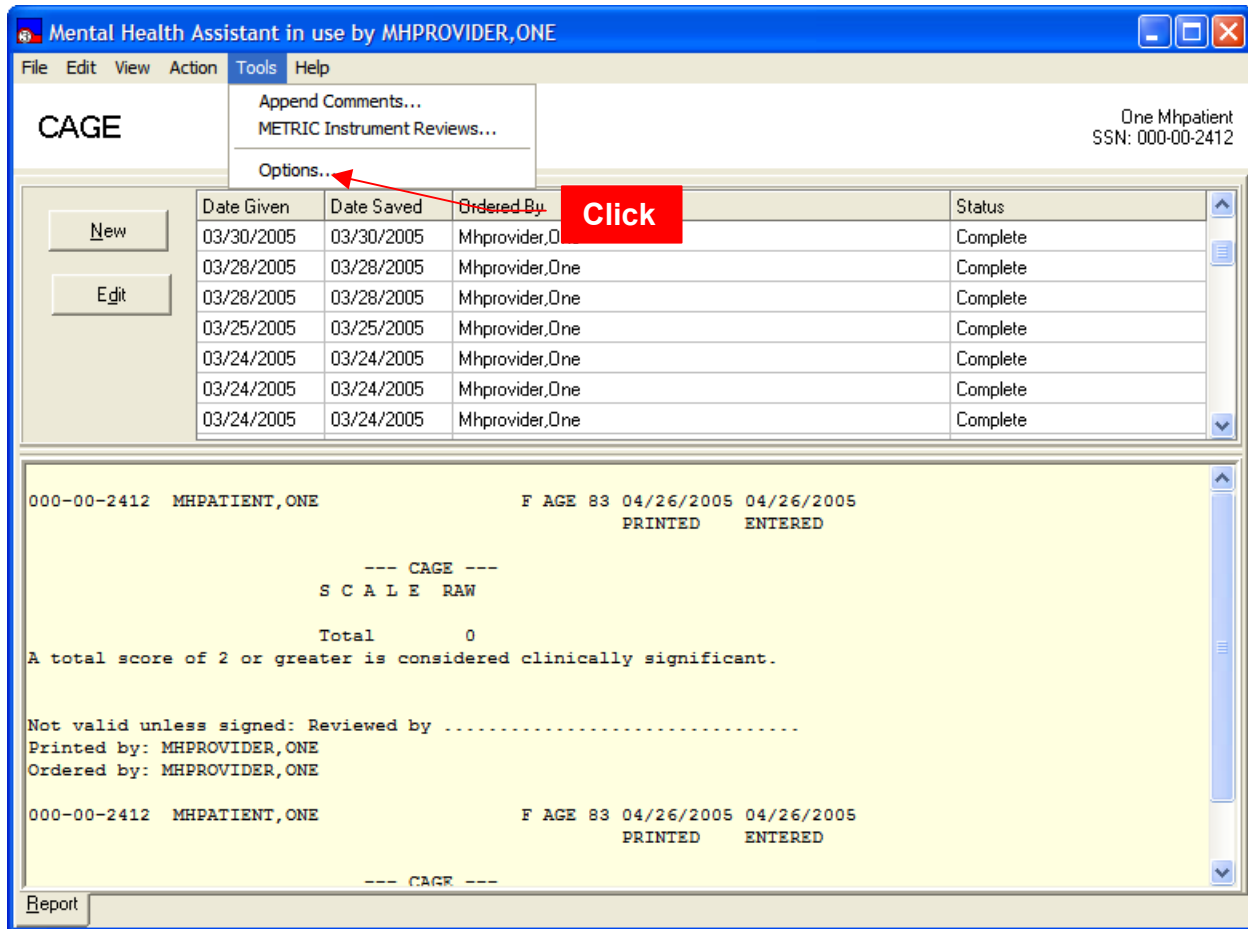 Mental Health Assistant in use by MHPROVIDER,ONE
File Edit View Action Tools Help
Append Comments...
METRIC Instrument Reviews...
Options...
CAGE
One Mhpatient
SSN: 000-00-2412
Click
New
Edit
Date Given Date Saved Ordered By Status
03/30/2005 03/30/2005 Mhprovider,One Complete
03/28/2005 03/28/2005 Mhprovider,One Complete
03/28/2005 03/28/2005 Mhprovider,One Complete
03/25/2005 03/25/2005 Mhprovider,One Complete
03/24/2005 03/24/2005 Mhprovider,One Complete
03/24/2005 03/24/2005 Mhprovider,One Complete
03/24/2005 03/24/2005 Mhprovider,One Complete
000-00-2412 MHPATIENT,ONE F AGE 83 04/26/2005 04/26/2005
PRINTED ENTERED
--- CAGE ---
S C A L E RAW
Total 0
A total score of 2 or greater is considered clinically significant.
Not valid unless signed: Reviewed by ................................
Printed by: MHPROVIDER,ONE
Ordered by: MHPROVIDER,ONE
000-00-2412 MHPATIENT,ONE F AGE 83 04/26/2005 04/26/2005
PRINTED ENTERED
--- CAGE ---
Report